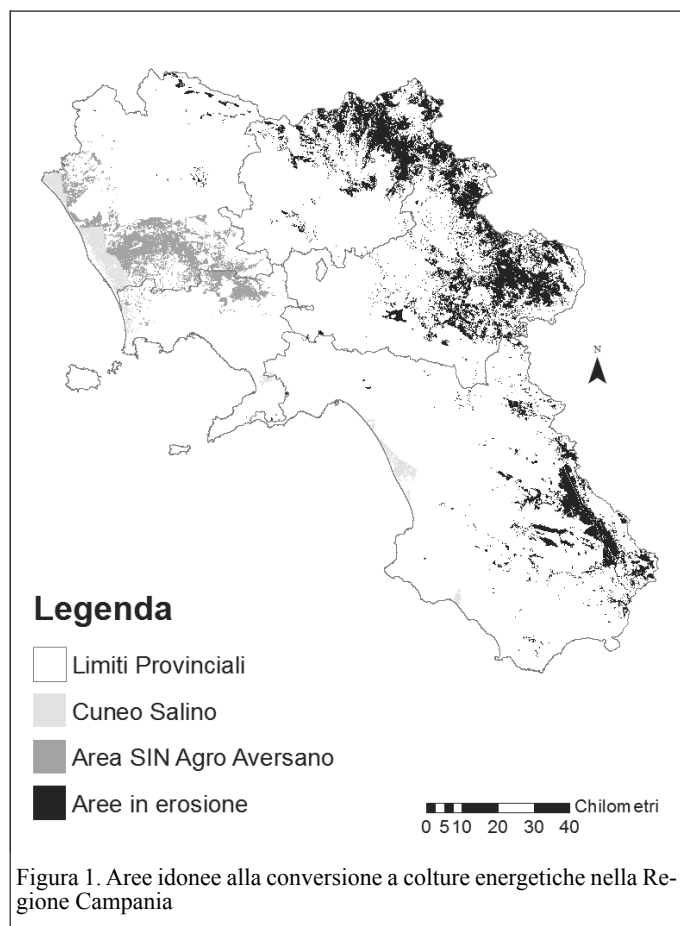 N
Legenda
Limiti Provinciali
Cuneo Salino
Area SIN Agro Aversano
Aree in erosione
Chilometri
0 5 10 20 30 40
Figura 1. Aree idonee alla conversione a colture energetiche nella Re-
gione Campania